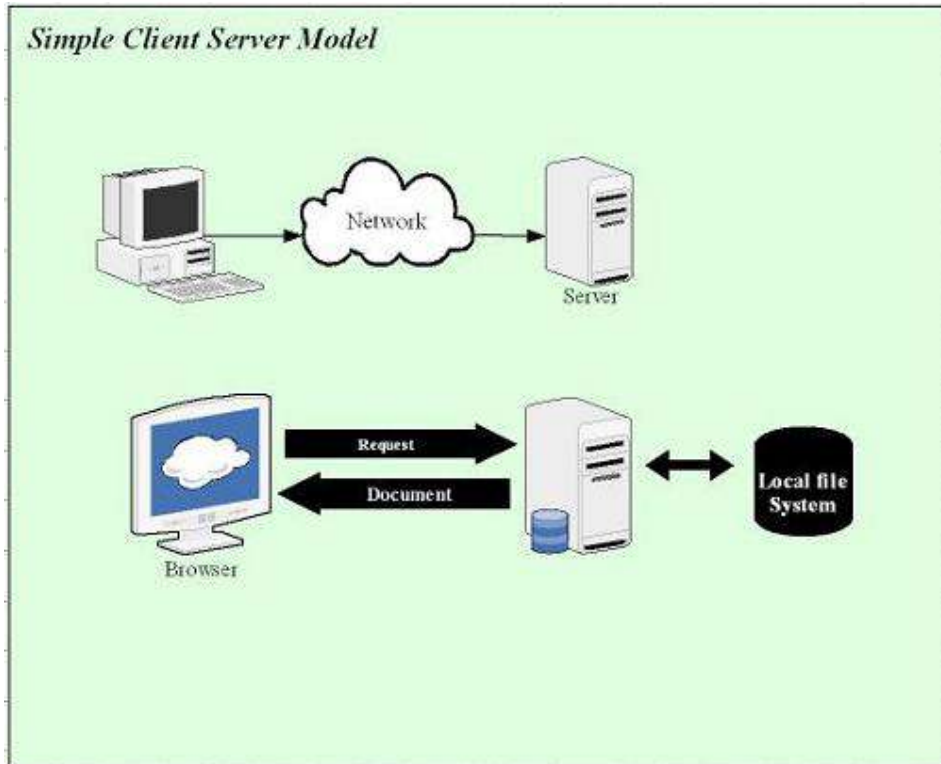 Simple Client Server Model
Network
Server
Request
Document
Local file
System
Browser